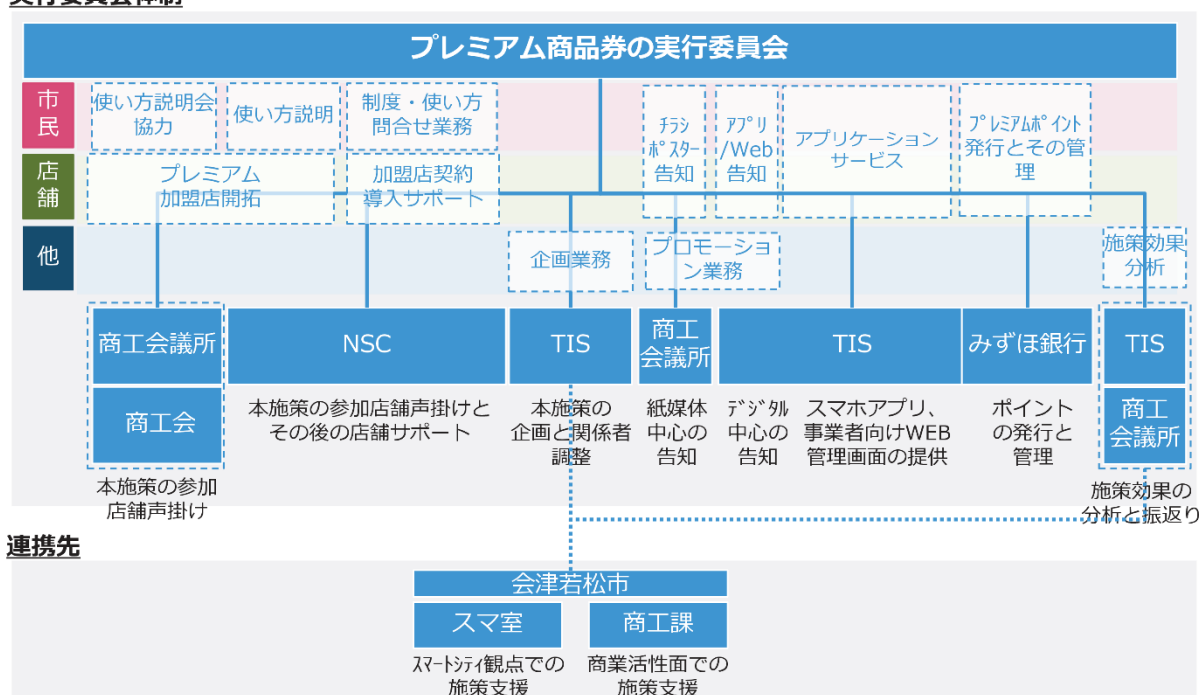 実行委員会体制
プレミアム商品券の実行委員会
市
民
使い方説明会
協力
使い方説明
制度・使い方
問合せ業務
ﾁﾗｼ
ﾎﾟｽﾀｰ
告知
ｱﾌﾟﾘ
/Web
告知
アプリケーション
サービス
ﾌﾟﾚﾐｱﾑﾎﾟｲﾝﾄ
発行とその管
理
店
舗
プレミアム
加盟店開拓
加盟店契約
導入サポート
他
企画業務
プロモーショ
ン業務
施策効果
分析
商工会議所
商工会
本施策の参加
店舗声掛け
NSC
本施策の参加店舗声掛けと
その後の店舗サポート
TIS
本施策の
企画と関係者
調整
商工
会議所
紙媒体
中心の
告知
TIS
ﾃﾞｼﾞﾀﾙ
中心の
告知
スマホアプリ、
事業者向けWEB
管理画面の提供
みずほ銀行
ポイント
の発行と
管理
TIS
商工
会議所
施策効果の
分析と振返り
連携先
会津若松市
スマ室
ｽﾏｰﾄｼﾃｨ観点での
施策支援
商工課
商業活性面での
施策支援